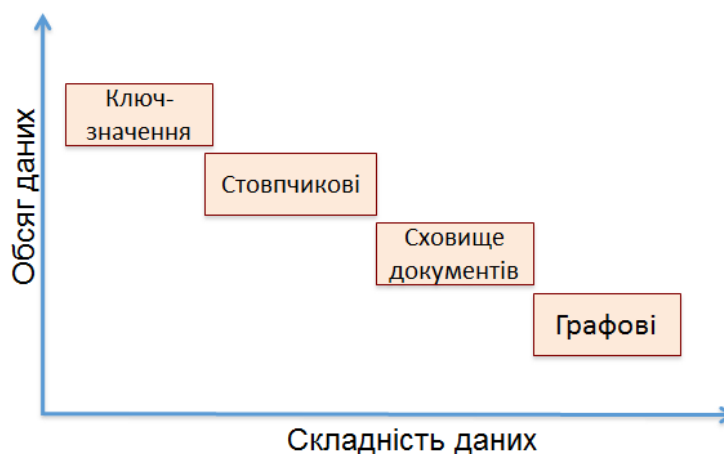 Обсяг даних
Ключ-
значення
Стовпчикові
Сховище
документів
Графові
Складність даних